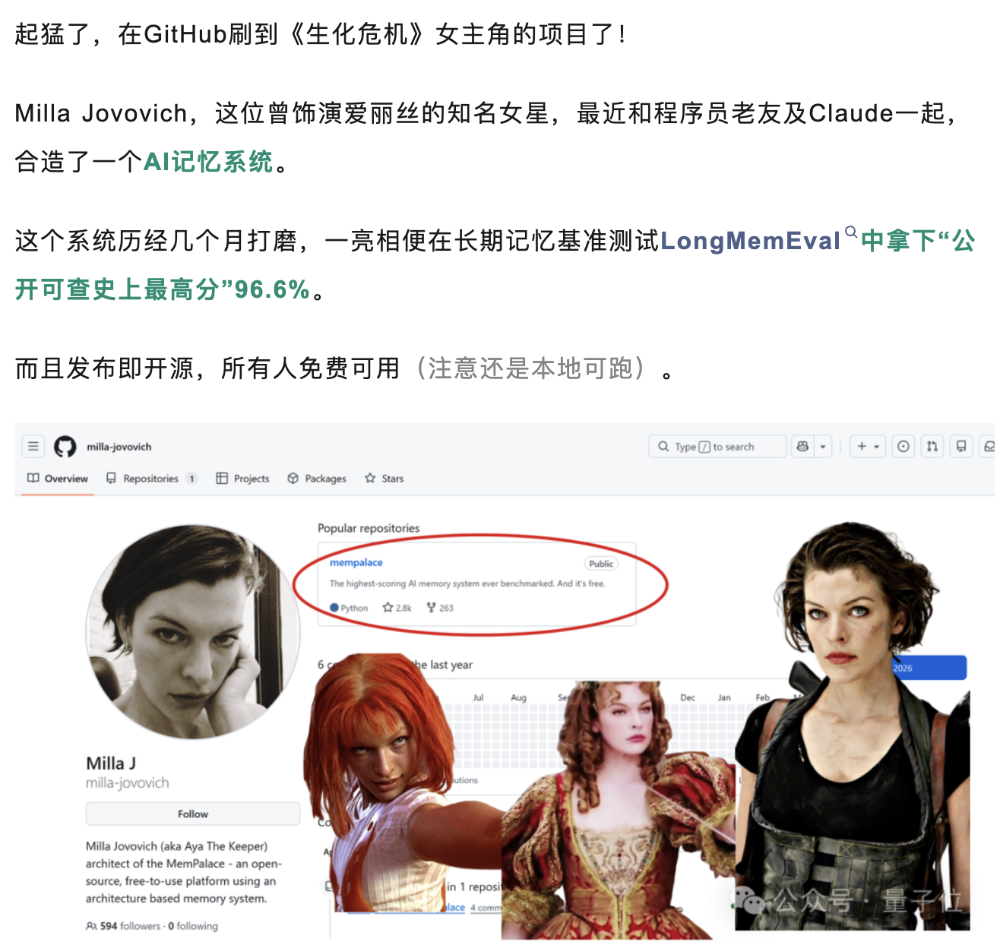 起猛了，在GitHub刷到《生化危机》女主角的项目了！
Milla Jovovich，这位曾饰演爱丽丝的知名女星，最近和程序员老友及Claude一起，
合造了一个AI记忆系统。
这个系统历经几个月打磨，一亮相便在长期记忆基准测试LongMemEval中拿下“公
开可查史上最高分”96.6%。
而且发布即开源，所有人免费可用（注意还是本地可跑）。
milla-jovovich
Type / to search
Overview
Repositories 1
Projects
Packages
Stars
Popular repositories
mempalace
Public
The highest-scoring AI memory system ever benchmarked. And it's free.
Python 2.8k 263
6
the last year
2026
Jul Aug
Dec Jan Feb
Milla J
milla-jovovich
Follow
Milla Jovovich (aka Aya The Keeper)
architect of the MemPalace - an open-
source, free-to-use platform using an
architecture based memory system.
594 followers · 0 following
in 1
4
公众号 · 量子位